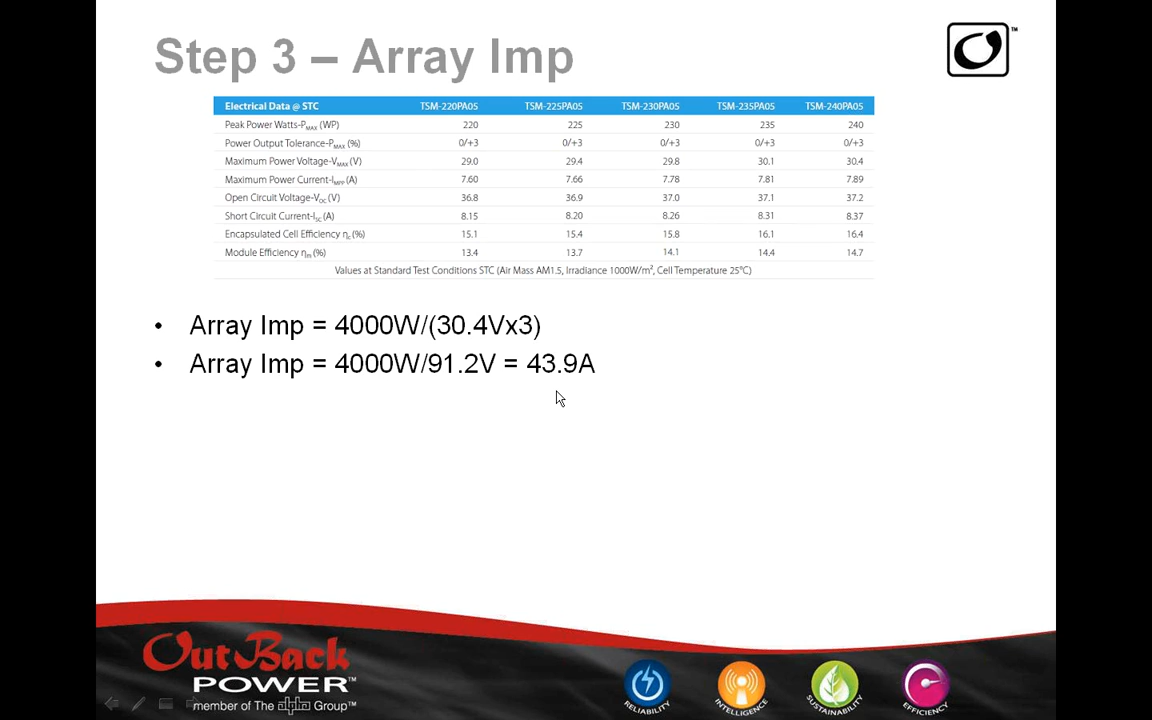 Step 3 – Array Imp
TM
Electrical Data @ STC TSM-220PA05 TSM-225PA05 TSM-230PA05 TSM-235PA05 TSM-240PA05
Peak Power Watts-PMAX (WP) 220 225 230 235 240
Power Output Tolerance-PMAX (%) 0/+3 0/+3 0/+3 0/+3 0/+3
Maximum Power Voltage-VMAX (V) 29.0 29.4 29.8 30.1 30.4
Maximum Power Current-IMPP (A) 7.60 7.66 7.78 7.81 7.89
Open Circuit Voltage-VOC (V) 36.8 36.9 37.0 37.1 37.2
Short Circuit Current-ISC (A) 8.15 8.20 8.26 8.31 8.37
Encapsulated Cell Efficiency ηc (%) 15.1 15.4 15.8 16.1 16.4
Module Efficiency ηm (%) 13.4 13.7 14.1 14.4 14.7
Values at Standard Test Conditions STC (Air Mass AM1.5, Irradiance 1000W/m², Cell Temperature 25°C)
• Array Imp = 4000W/(30.4Vx3)
• Array Imp = 4000W/91.2V = 43.9A
OutBack
POWER™
member of The alpha Group™
RELIABILITY
INTELLIGENCE
SUSTAINABILITY
EFFICIENCY